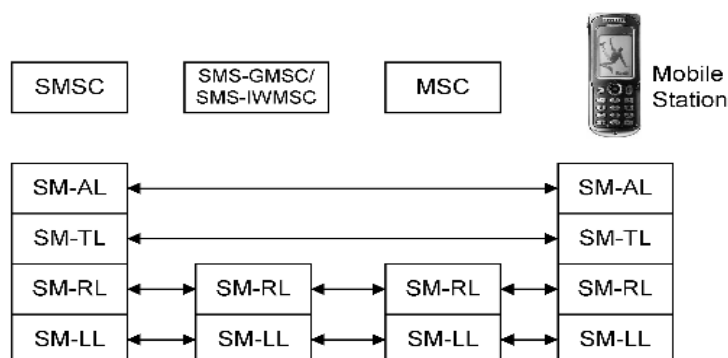 SMSC
SMS-GMSC/
SMS-IWMSC
MSC
Mobile
Station
SM-AL
SM-AL
SM-TL
SM-TL
SM-RL
SM-RL
SM-RL
SM-RL
SM-LL
SM-LL
SM-LL
SM-LL